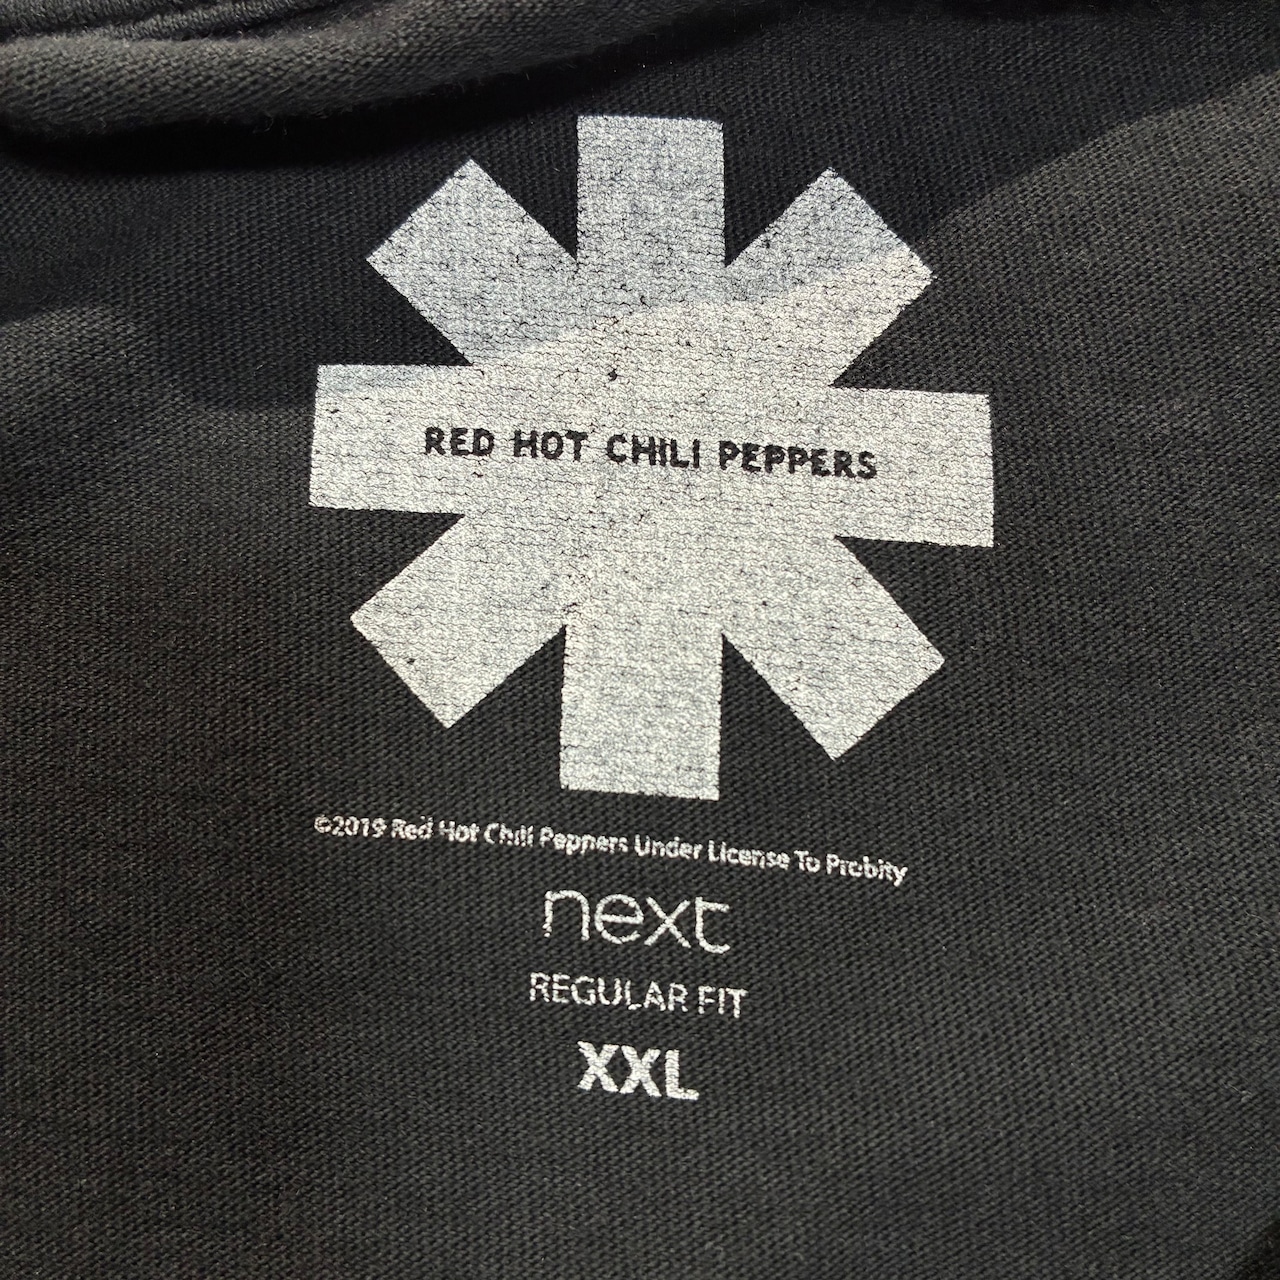 RED HOT CHILI PEPPERS
©2019 Red Hot Chili Peppers Under License To Probity
next
REGULAR FIT
XXL